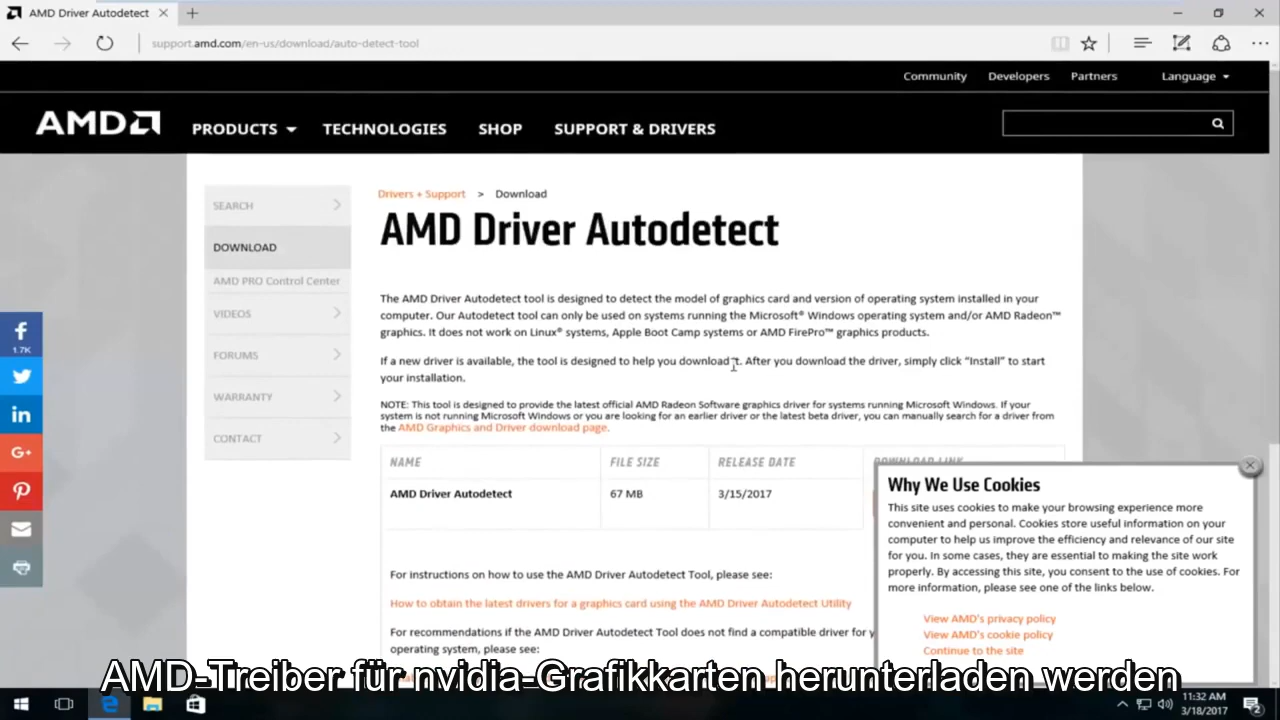 AMD Driver Autodetect
support.amd.com/en-us/download/auto-detect-tool
Community Developers Partners Language
AMD PRODUCTS TECHNOLOGIES SHOP SUPPORT & DRIVERS
SEARCH
DOWNLOAD
AMD PRO Control Center
VIDEOS
FORUMS
WARRANTY
CONTACT
1.7K
G+
Drivers + Support > Download
AMD Driver Autodetect
The AMD Driver Autodetect tool is designed to detect the model of graphics card and version of operating system installed in your
computer. Our Autodetect tool can only be used on systems running the Microsoft® Windows operating system and/or AMD Radeon™
graphics. It does not work on Linux® systems, Apple Boot Camp systems or AMD FirePro™ graphics products.
If a new driver is available, the tool is designed to help you download it. After you download the driver, simply click “Install” to start
your installation.
NOTE: This tool is designed to provide the latest official AMD Radeon Software graphics driver for systems running Microsoft Windows. If your
system is not running Microsoft Windows or you are looking for an earlier driver or the latest beta driver, you can manually search for a driver from
the AMD Graphics and Driver download page.
NAME FILE SIZE RELEASE DATE DOWNLOAD LINK
AMD Driver Autodetect 67 MB 3/15/2017
For instructions on how to use the AMD Driver Autodetect Tool, please see:
How to obtain the latest drivers for a graphics card using the AMD Driver Autodetect Utility
For recommendations if the AMD Driver Autodetect Tool does not find a compatible driver for
operating system, please see:
Why We Use Cookies
This site uses cookies to make your browsing experience more
convenient and personal. Cookies store useful information on your
computer to help us improve the efficiency and relevance of our site
for you. In some cases, they are essential to making the site work
properly. By accessing this site, you consent to the use of cookies. For
more information, please see one of the links below.
View AMD's privacy policy
View AMD's cookie policy
Continue to the site
AMD-Treiber für nvidia-Grafikkarten herunterladen werden
11:32 AM
3/18/2017
2